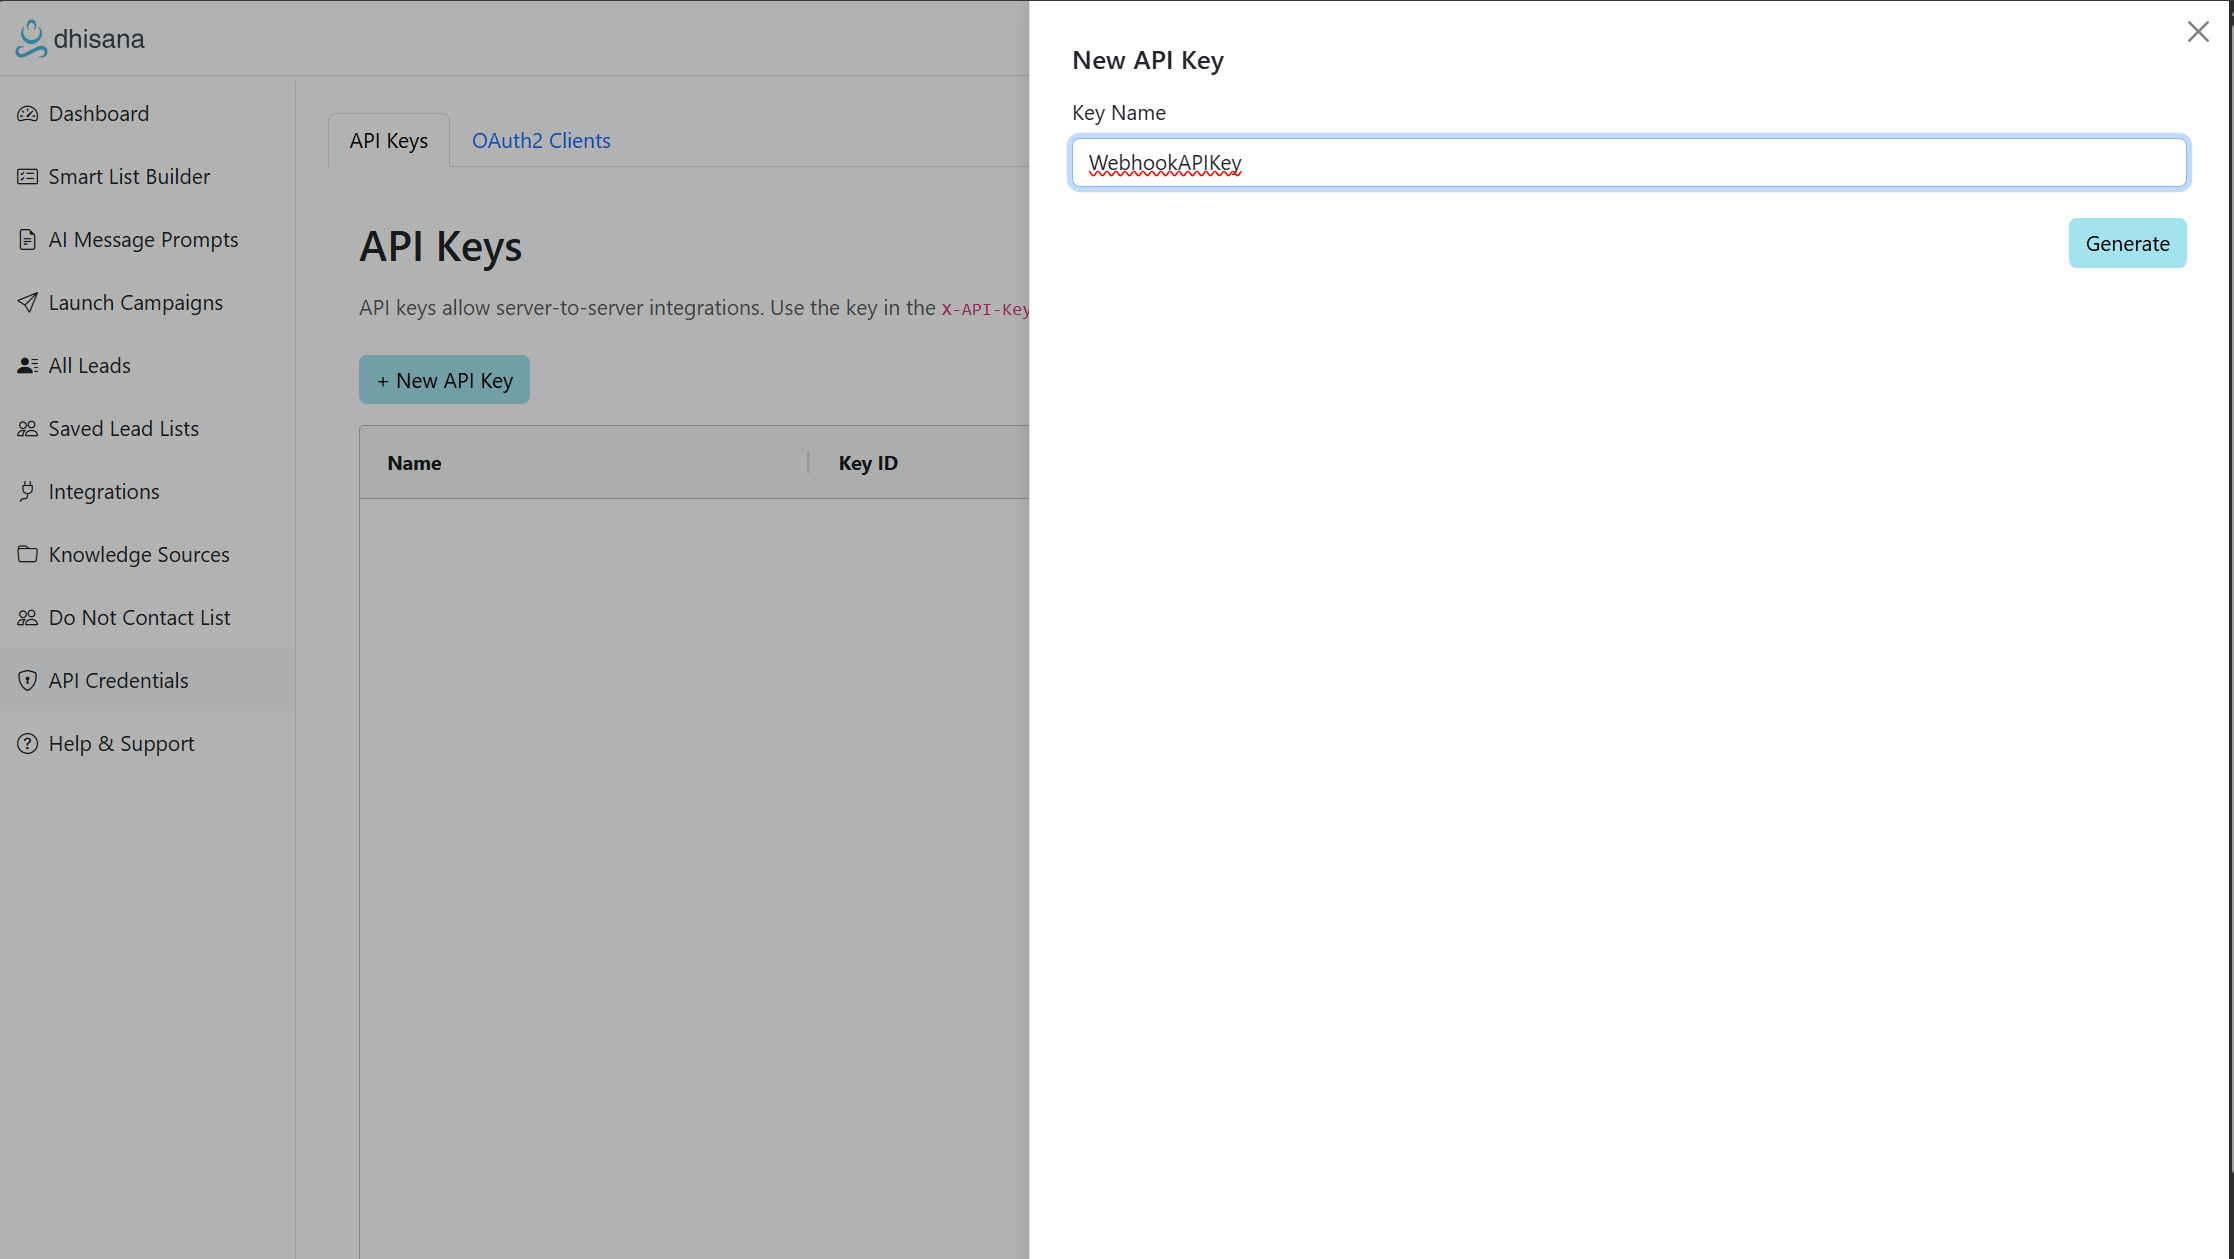 dhisana
Dashboard
Smart List Builder
AI Message Prompts
Launch Campaigns
All Leads
Saved Lead Lists
Integrations
Knowledge Sources
Do Not Contact List
API Credentials
Help & Support
API Keys
OAuth2 Clients
API Keys
API keys allow server-to-server integrations. Use the key in the X-API-Key
+ New API Key
Name
Key ID
New API Key
Key Name
WebhookAPIKey
Generate